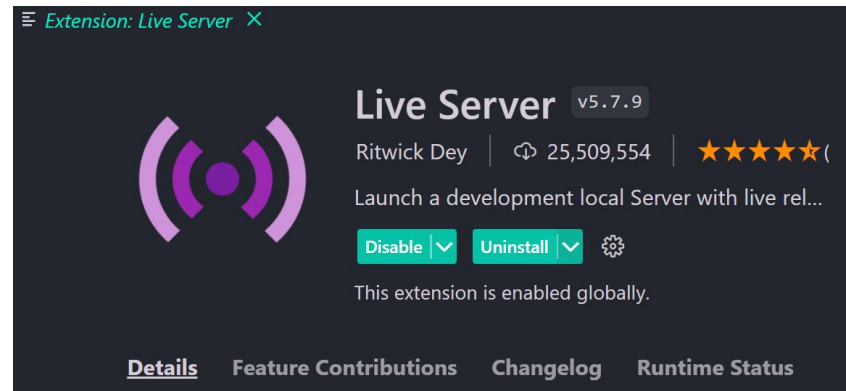 Extension: Live Server
Live Server v5.7.9
Ritwick Dey 25,509,554 (
Launch a development local Server with live rel...
Disable Uninstall
This extension is enabled globally.
Details Feature Contributions Changelog Runtime Status